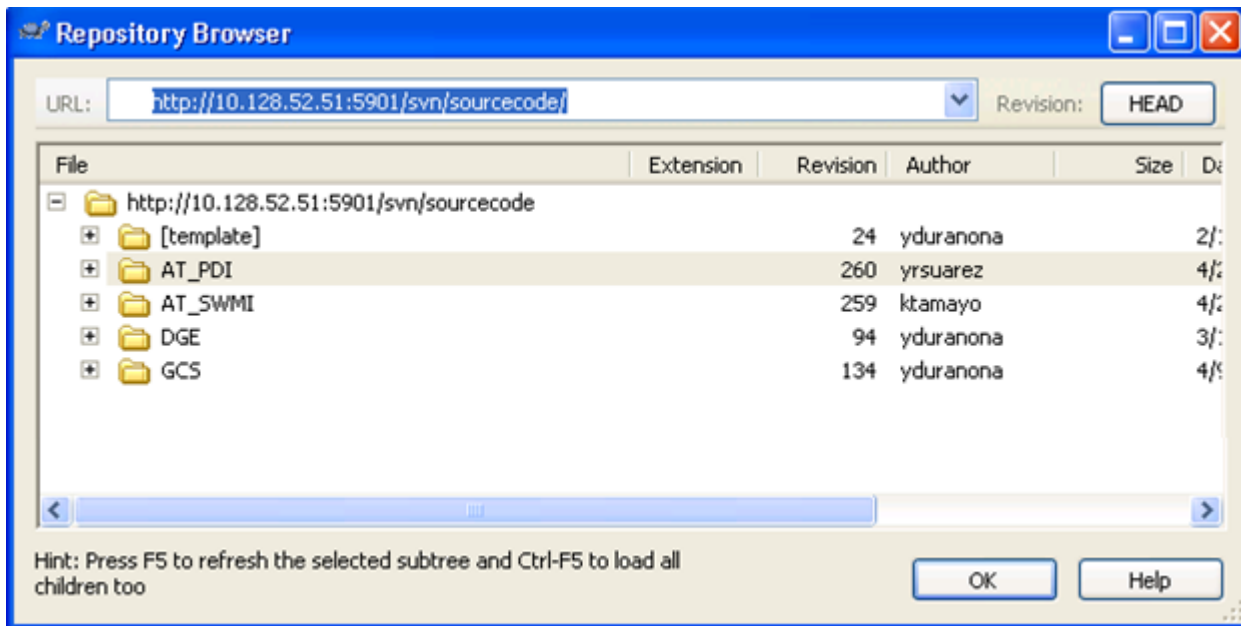 Repository Browser
URL: http://10.128.52.51:5901/svn/sourcecode/ Revision: HEAD
File Extension Revision Author Size
http://10.128.52.51:5901/svn/sourcecode
[template] 24 yduranona
AT_PDI 260 yrsuarez
AT_SWMI 259 ktamayo
DGE 94 yduranona
GCS 134 yduranona
Hint: Press F5 to refresh the selected subtree and Ctrl-F5 to load all
children too
OK Help